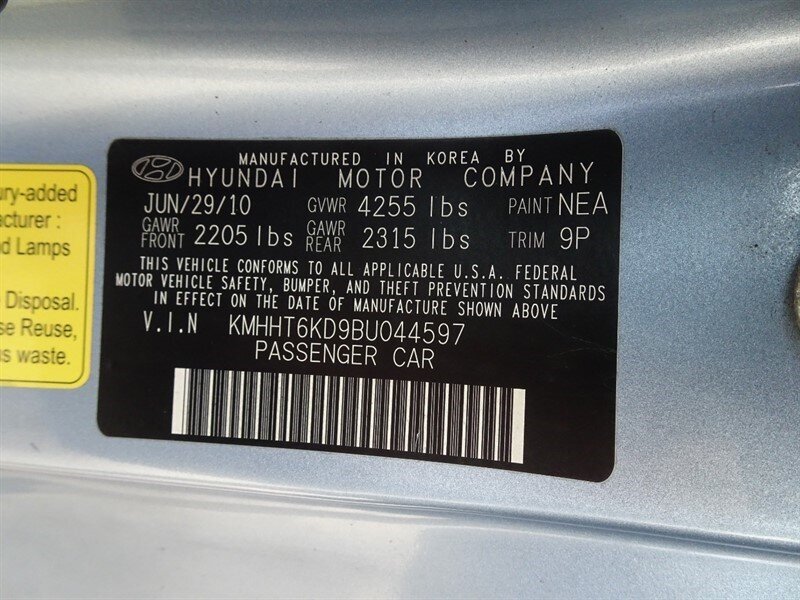 MANUFACTURED IN KOREA BY
HYUNDAI MOTOR COMPANY
JUN/29/10 GVWR 4255 lbs PAINT NEA
GAWR FRONT 2205 lbs GAWR REAR 2315 lbs TRIM 9P
THIS VEHICLE CONFORMS TO ALL APPLICABLE U.S.A. FEDERAL
MOTOR VEHICLE SAFETY, BUMPER, AND THEFT PREVENTION STANDARDS
IN EFFECT ON THE DATE OF MANUFACTURE SHOWN ABOVE
V.I.N KMHHT6KD9BU044597
PASSENGER CAR
ury-added
acturer :
d Lamps
Disposal.
e Reuse,
us waste.